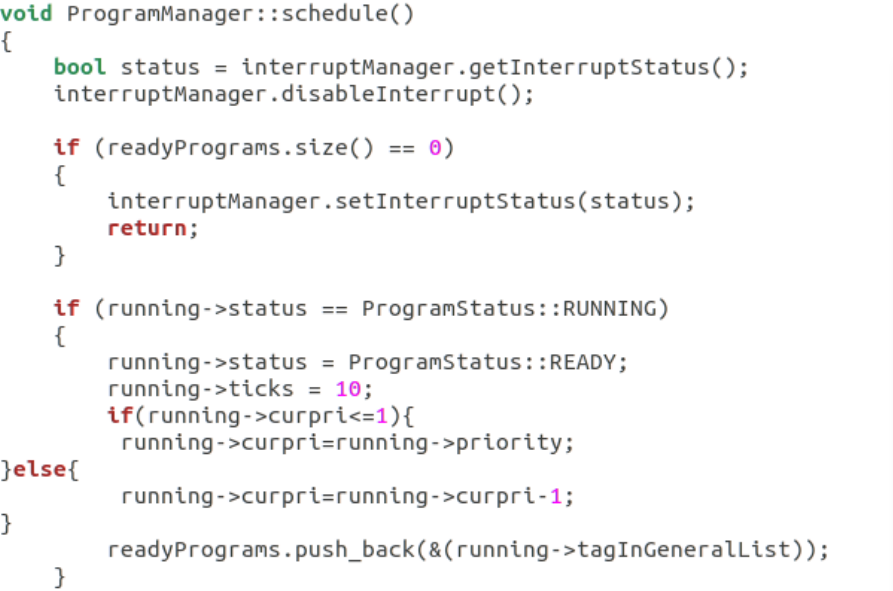 void ProgramManager::schedule()
{
    bool status = interruptManager.getInterruptStatus();
    interruptManager.disableInterrupt();

    if (readyPrograms.size() == 0)
    {
        interruptManager.setInterruptStatus(status);
        return;
    }

    if (running->status == ProgramStatus::RUNNING)
    {
        running->status = ProgramStatus::READY;
        running->ticks = 10;
        if(running->curpri<=1){
         running->curpri=running->priority;
}else{
         running->curpri=running->curpri-1;
}
        readyPrograms.push_back(&(running->tagInGeneralList));
    }